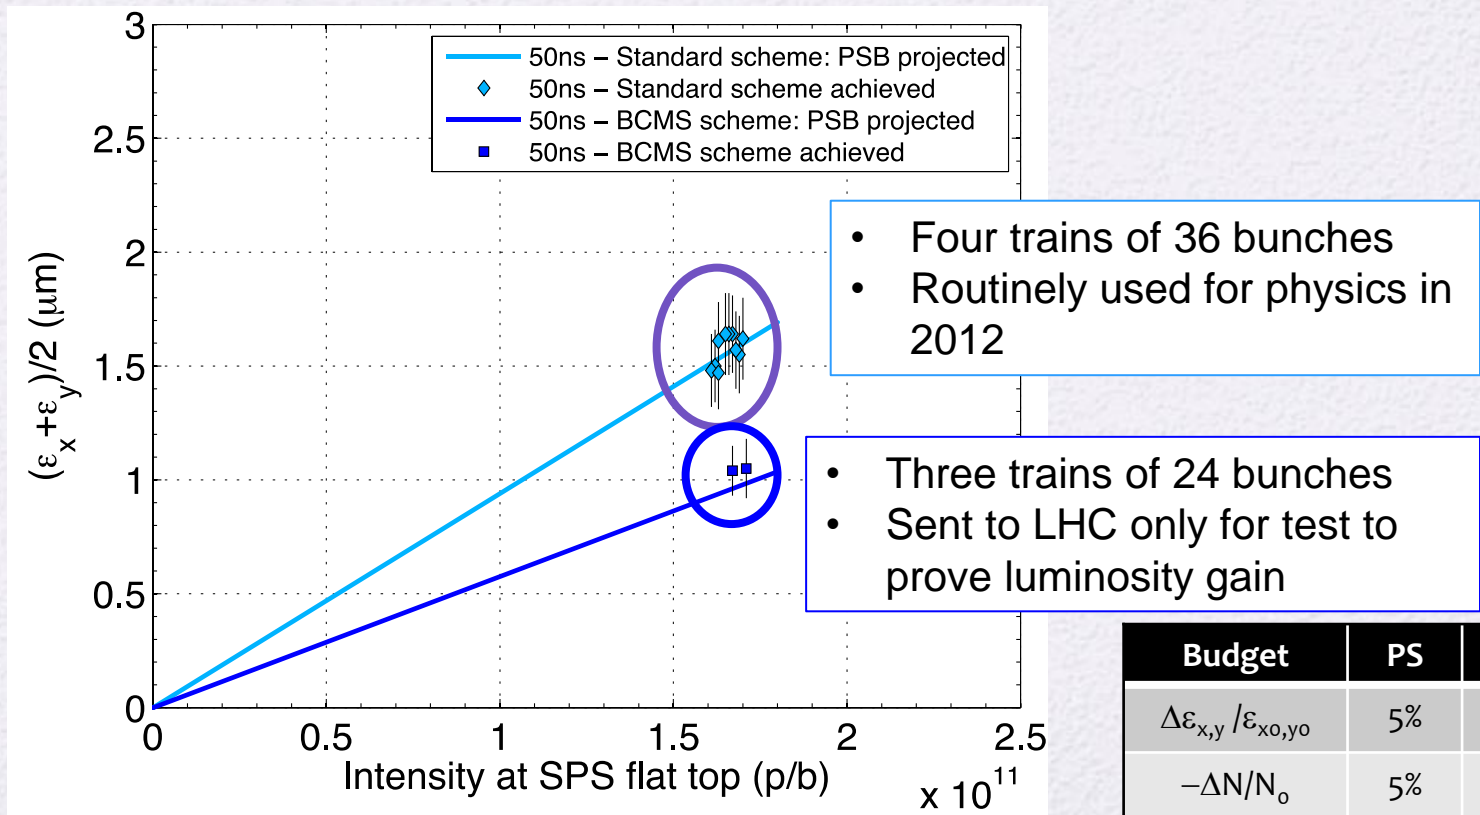 3
2.5
2
1.5
1
0.5
0
(εx+εy)/2 (μm)
50ns – Standard scheme: PSB projected
50ns – Standard scheme achieved
50ns – BCMS scheme: PSB projected
50ns – BCMS scheme achieved
0 0.5 1 1.5 2 2.5
Intensity at SPS flat top (p/b)
x 10^11
• Four trains of 36 bunches
• Routinely used for physics in
2012
• Three trains of 24 bunches
• Sent to LHC only for test to
prove luminosity gain
Budget PS
Δεx,y /εxo,yo 5%
−ΔN/No 5%